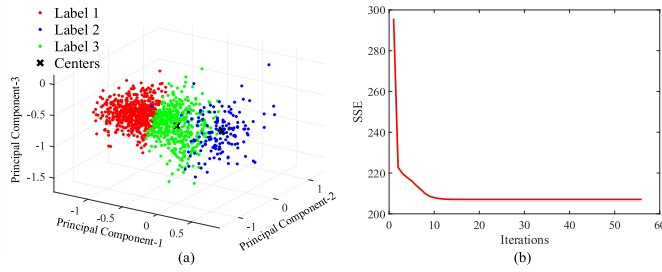 Label 1
Label 2
Label 3
Centers
Principal Component-3
0
-0.5
-1
-1.5
-1
-0.5
0
0.5
Principal Component-1
-1
0
1
Principal Component-2
(a)
300
280
260
240
220
200
SSE
0
10
20
30
40
50
60
Iterations
(b)